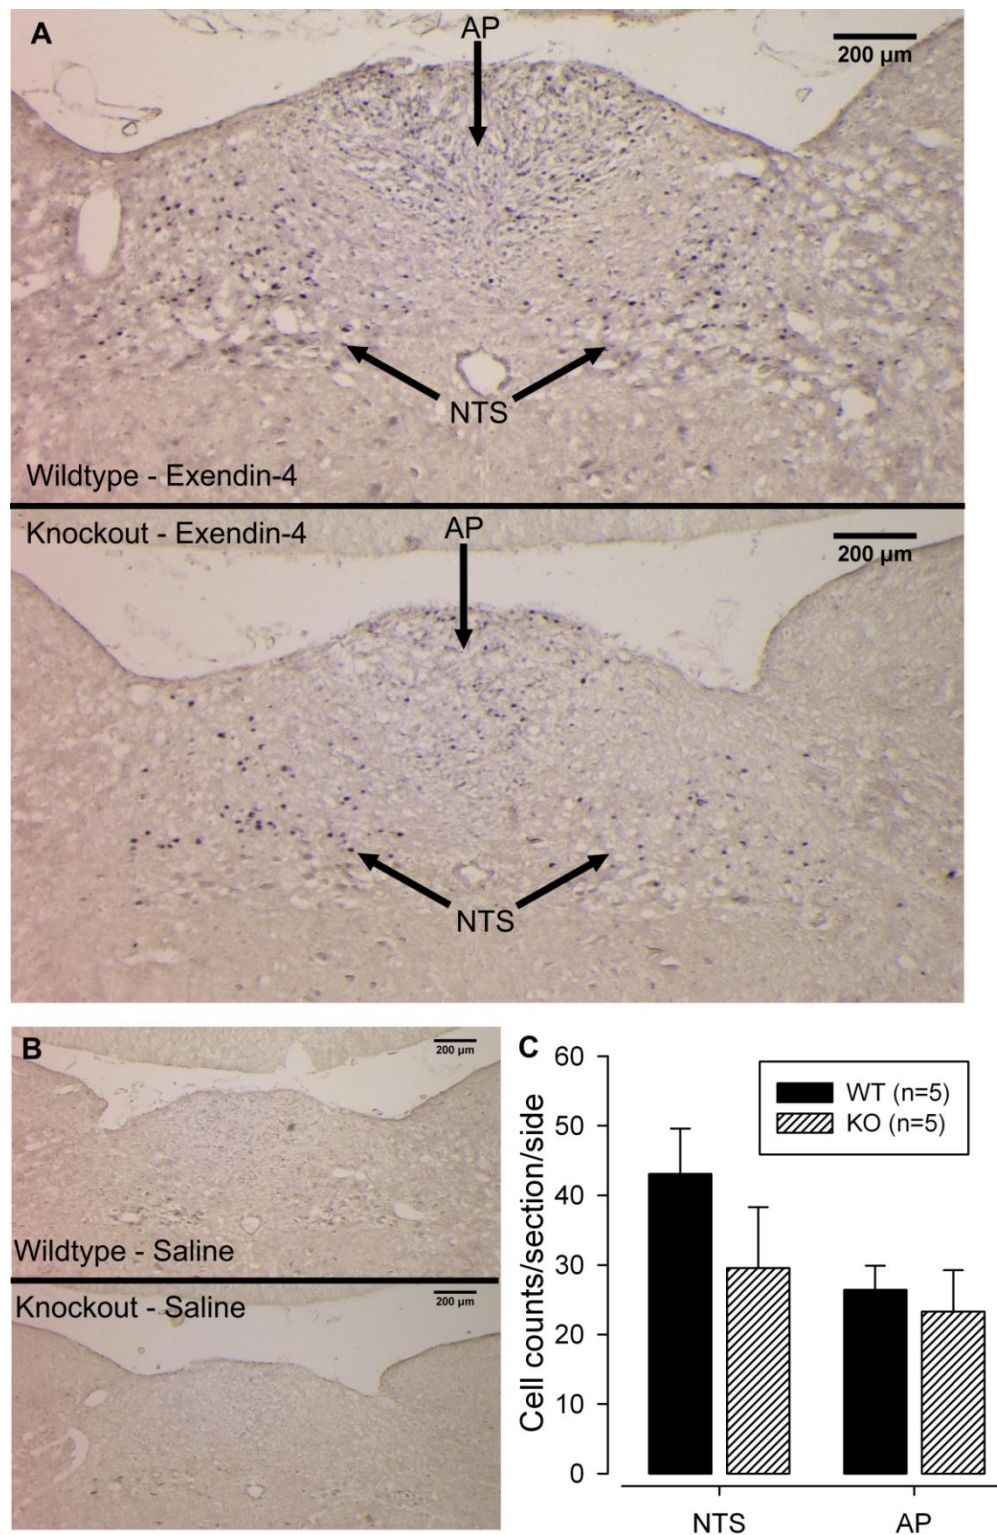 A
AP
200 µm
NTS
Wildtype - Exendin-4
Knockout - Exendin-4
AP
200 µm
NTS
B
200 µm
Wildtype - Saline
Knockout - Saline
200 µm
C
Cell counts/section/side
60
50
40
30
20
10
0
WT (n=5)
KO (n=5)
NTS
AP